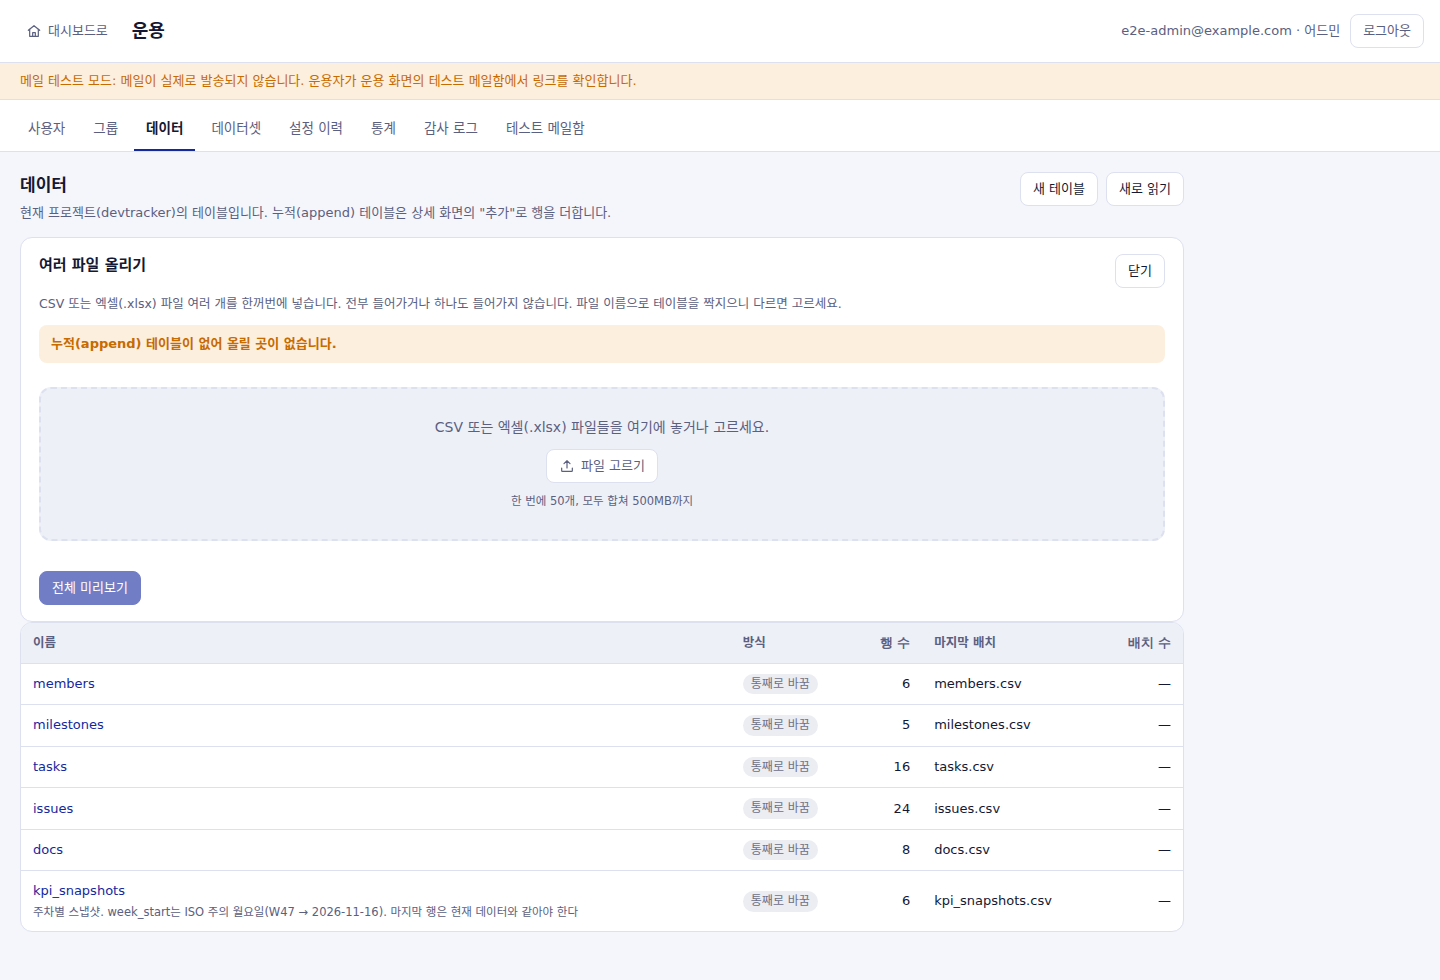 대시보드로
운용
e2e-admin@example.com · 어드민
로그아웃
메일 테스트 모드: 메일이 실제로 발송되지 않습니다. 운용자가 운용 화면의 테스트 메일함에서 링크를 확인합니다.
사용자 그룹 데이터 데이터셋 설정 이력 통계 감사 로그 테스트 메일함
데이터
새 테이블
새로 읽기
현재 프로젝트(devtracker)의 테이블입니다. 누적(append) 테이블은 상세 화면의 "추가"로 행을 더합니다.
여러 파일 올리기
닫기
CSV 또는 엑셀(.xlsx) 파일 여러 개를 한꺼번에 넣습니다. 전부 들어가거나 하나도 들어가지 않습니다. 파일 이름으로 테이블을 짝지으니 다르면 고르세요.
누적(append) 테이블이 없어 올릴 곳이 없습니다.
CSV 또는 엑셀(.xlsx) 파일들을 여기에 놓거나 고르세요.
파일 고르기
한 번에 50개, 모두 합쳐 500MB까지
전체 미리보기
이름 방식 행 수 마지막 배치 배치 수
members 통째로 바꿈 6 members.csv —
milestones 통째로 바꿈 5 milestones.csv —
tasks 통째로 바꿈 16 tasks.csv —
issues 통째로 바꿈 24 issues.csv —
docs 통째로 바꿈 8 docs.csv —
kpi_snapshots 통째로 바꿈 6 kpi_snapshots.csv —
주차별 스냅샷. week_start는 ISO 주의 월요일(W47 → 2026-11-16). 마지막 행은 현재 데이터와 같아야 한다